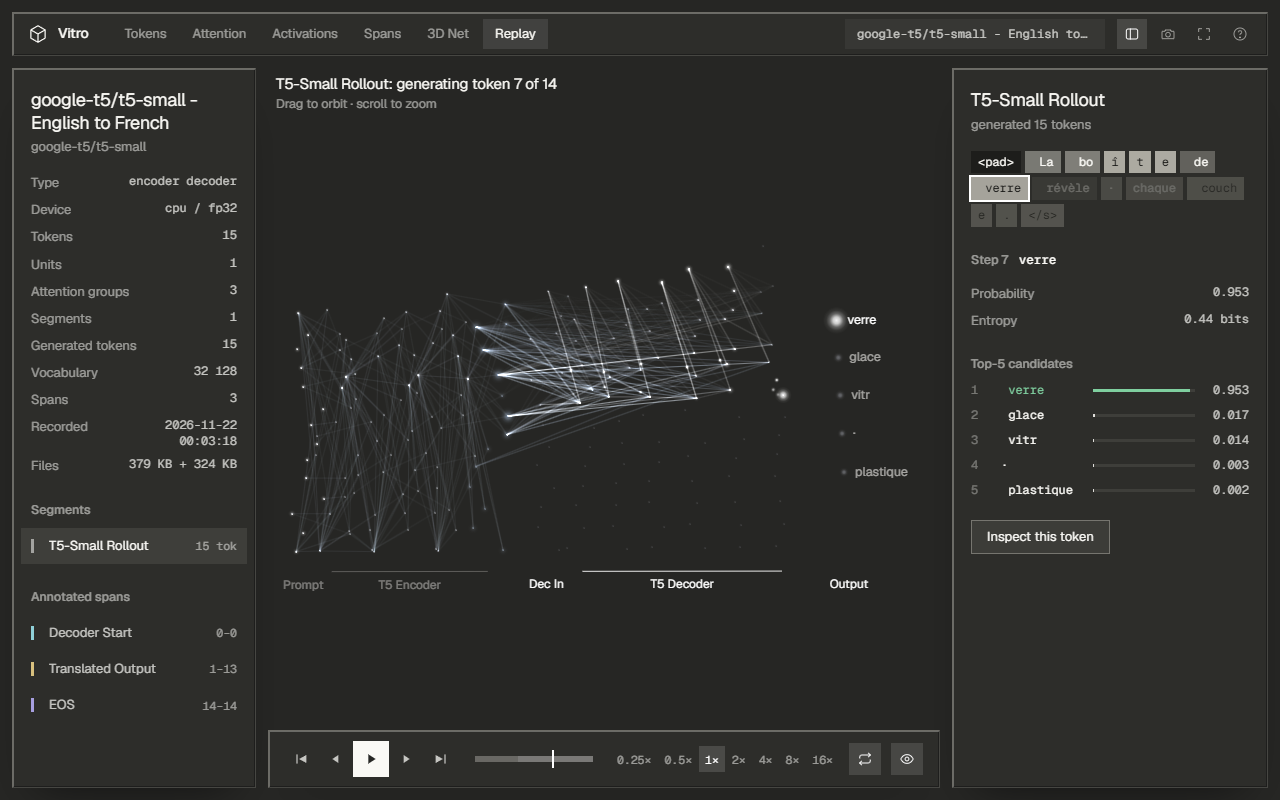 Vitro
Tokens
Attention
Activations
Spans
3D Net
Replay
google-t5/t5-small - English to…
google-t5/t5-small -
English to French
google-t5/t5-small
Type encoder decoder
Device cpu / fp32
Tokens 15
Units 1
Attention groups 3
Segments 1
Generated tokens 15
Vocabulary 32 128
Spans 3
Recorded 2026-11-22
00:03:18
Files 379 KB + 324 KB
Segments
T5-Small Rollout 15 tok
Annotated spans
Decoder Start 0-0
Translated Output 1-13
EOS 14-14
T5-Small Rollout: generating token 7 of 14
Drag to orbit · scroll to zoom
verre
glace
vitr
-
plastique
Prompt
T5 Encoder
Dec In
T5 Decoder
Output
0.25× 0.5× 1× 2× 4× 8× 16×
T5-Small Rollout
generated 15 tokens
<pad> La bo î t e de
verre révèle · chaque couch
e . </s>
Step 7 verre
Probability 0.953
Entropy 0.44 bits
Top-5 candidates
1 verre 0.953
2 glace 0.017
3 vitr 0.014
4 · 0.003
5 plastique 0.002
Inspect this token